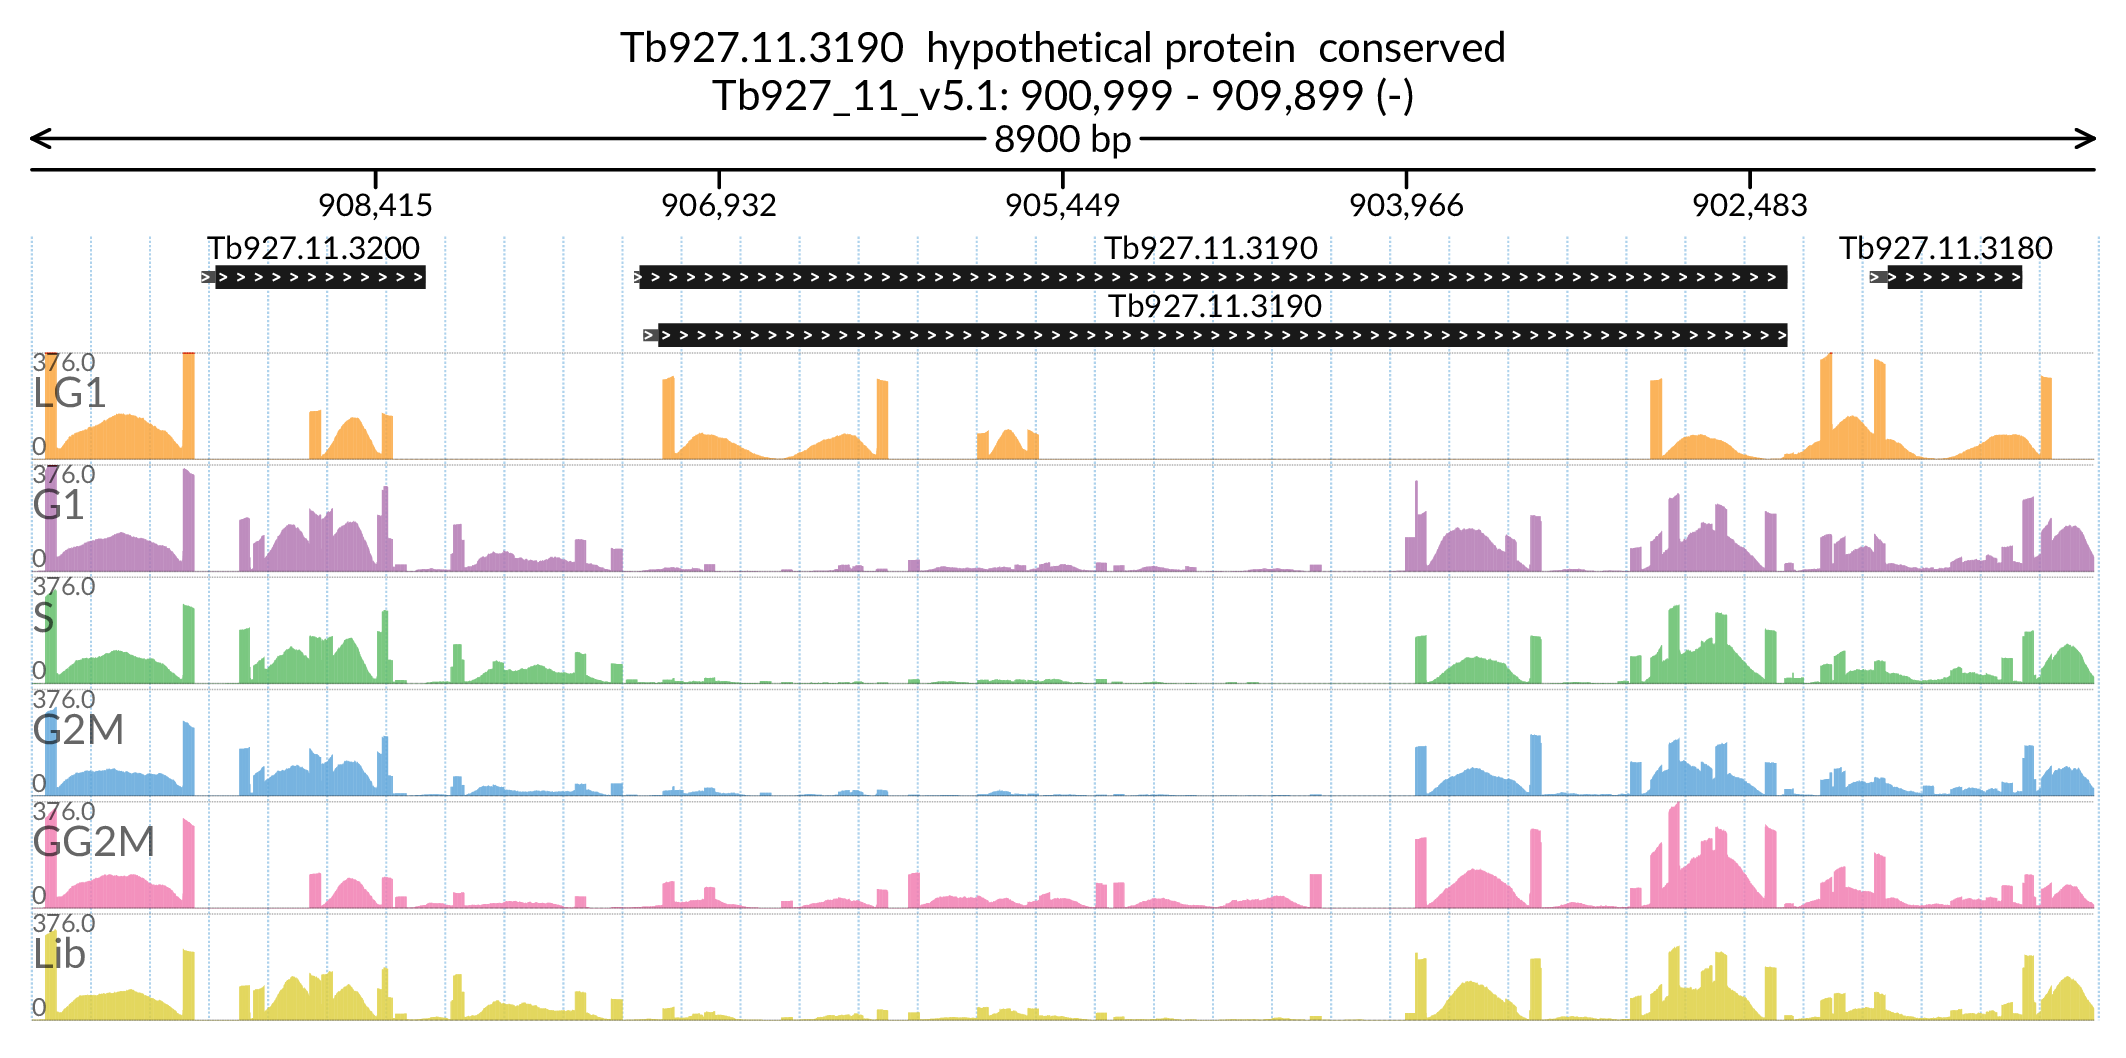 Tb927.11.3190 hypothetical protein conserved
Tb927_11_v5.1: 900,999 - 909,899 (-)
8900 bp
908,415 906,932 905,449 903,966 902,483
Tb927.11.3200 Tb927.11.3190 Tb927.11.3180
Tb927.11.3190
376.0
LG1
0
376.0
G1
0
376.0
S
0
376.0
G2M
0
376.0
GG2M
0
376.0
Lib
0